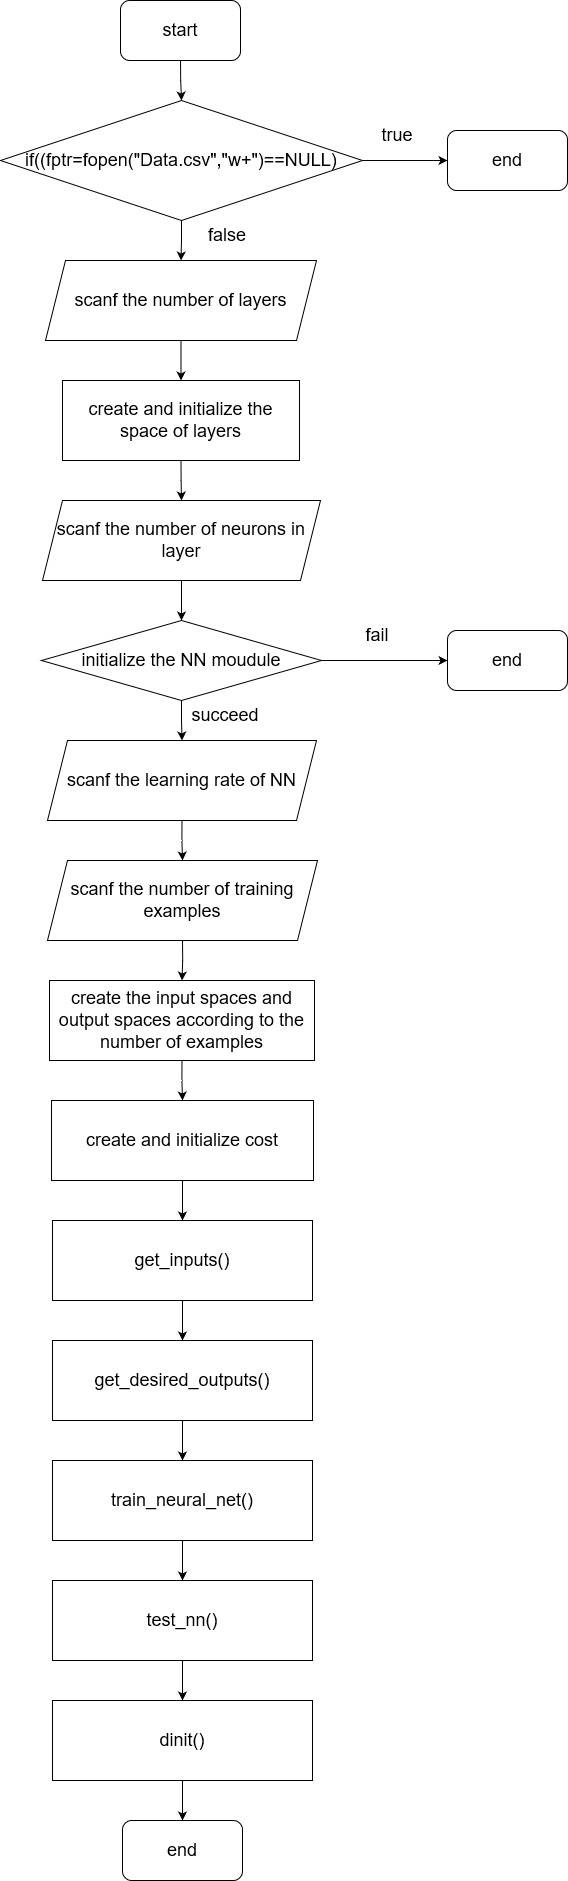 start
true
if((fptr=fopen("Data.csv","w+")==NULL)
end
false
scanf the number of layers
create and initialize the
space of layers
scanf the number of neurons in
layer
fail
initialize the NN moudule
end
succeed
scanf the learning rate of NN
scanf the number of training
examples
create the input spaces and
output spaces according to the
number of examples
create and initialize cost
get_inputs()
get_desired_outputs()
train_neural_net()
test_nn()
dinit()
end